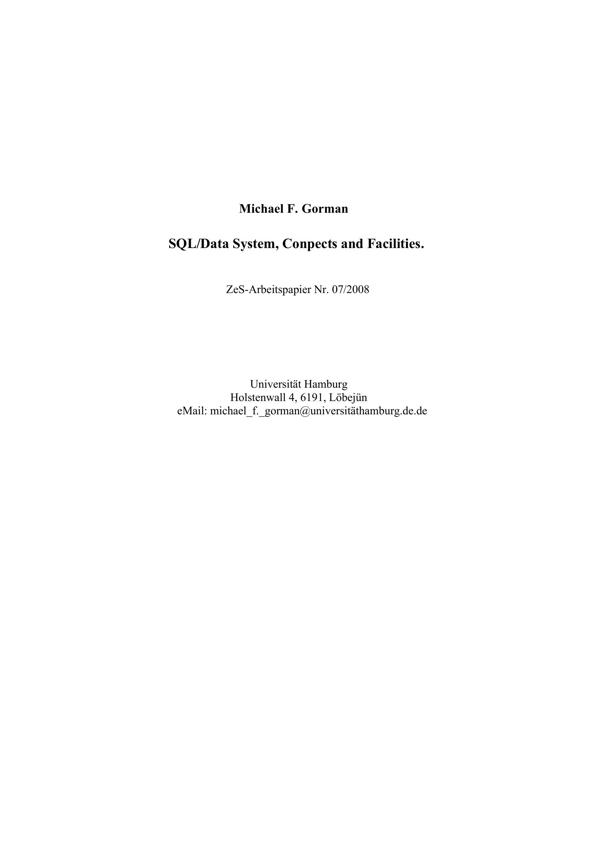 Michael F. Gorman
SQL/Data System, Conpects and Facilities.
ZeS-Arbeitspapier Nr. 07/2008
Universität Hamburg
Holstenwall 4, 6191, Löbejün
eMail: michael_f._gorman@universitäthamburg.de.de